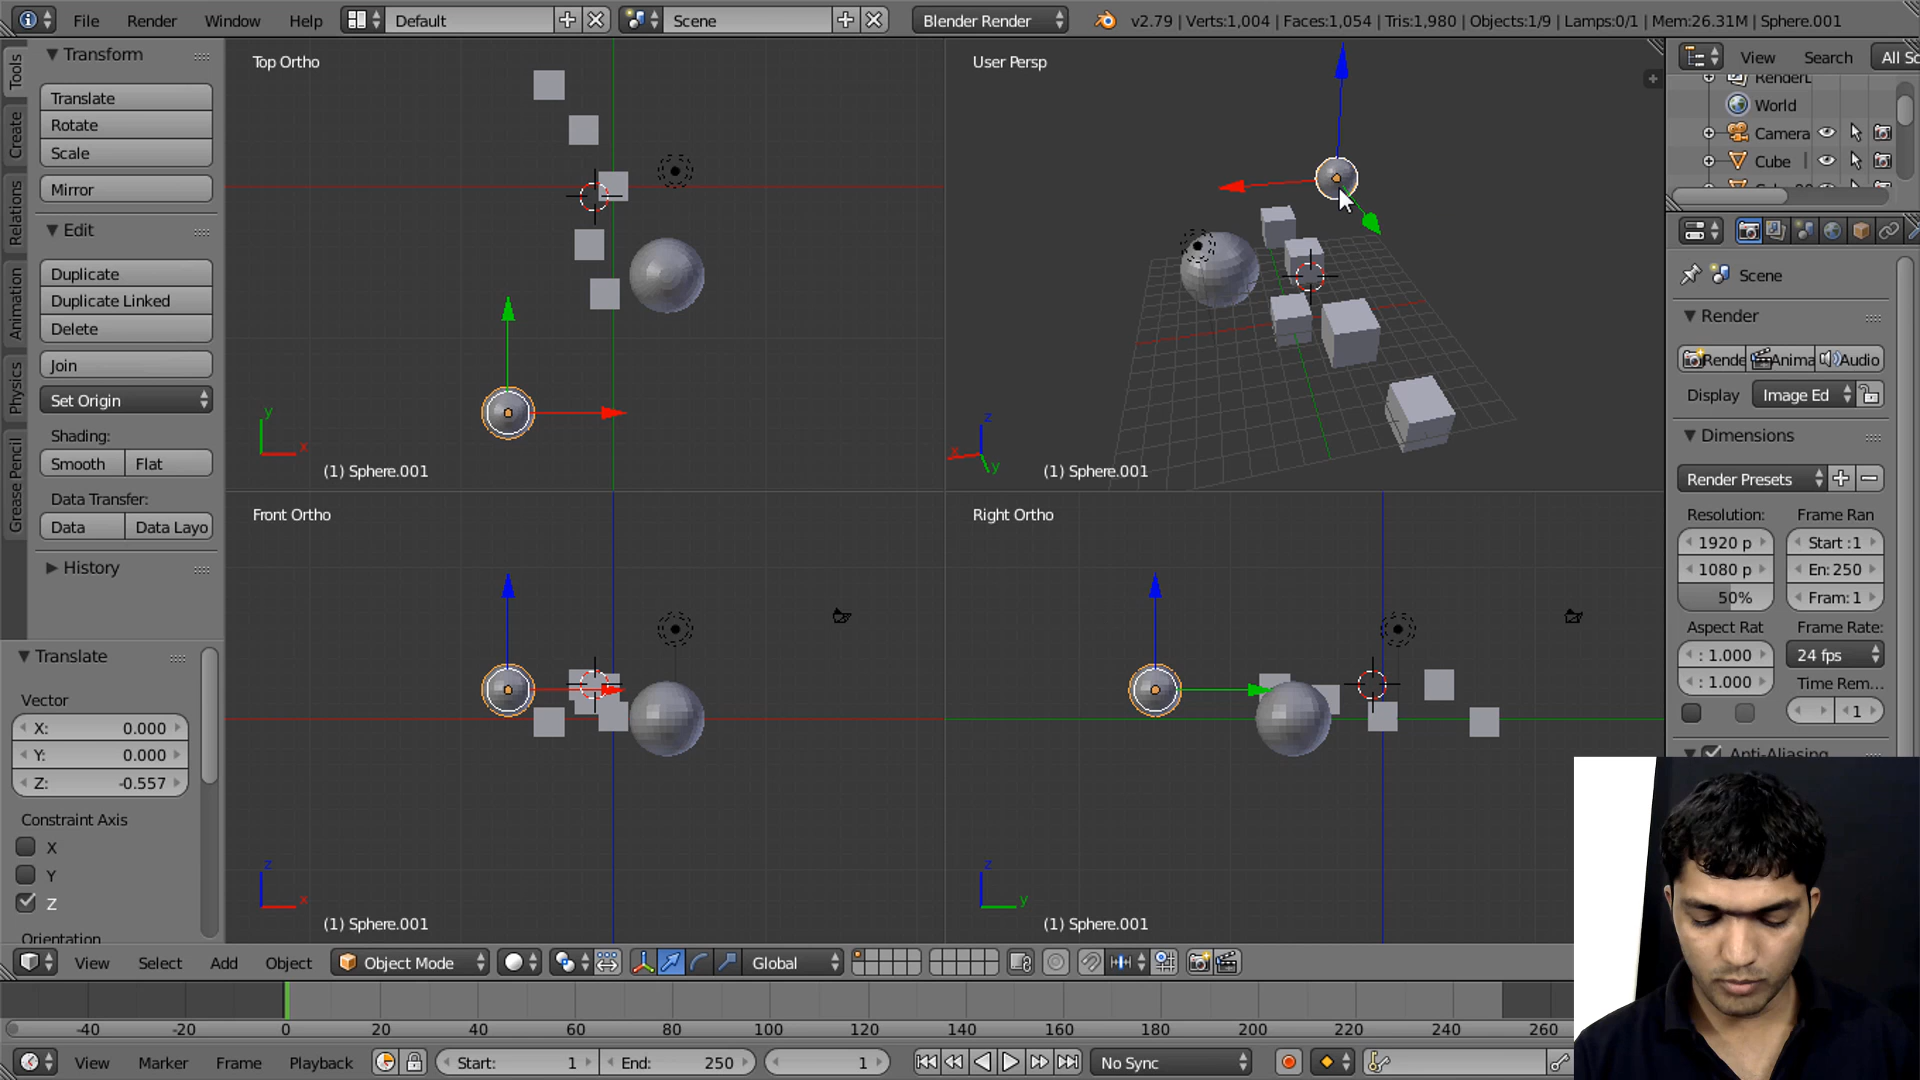 File Render Window Help Default Scene Blender Render v2.79 | Verts:1,004 | Faces:1,054 | Tris:1,980 | Objects:1/9 | Lamps:0/1 | Mem:26.31M | Sphere.001
Tools
Create
Relations
Animation
Physics
Grease Pencil
Transform
Translate
Rotate
Scale
Mirror
Edit
Duplicate
Duplicate Linked
Delete
Join
Set Origin
Shading:
Smooth Flat
Data Transfer:
Data Data Layo
History
Translate
Vector
X: 0.000
Y: 0.000
Z: -0.557
Constraint Axis
X
Y
Z
Orientation
Top Ortho
y
x
(1) Sphere.001
User Persp
z
x
y
(1) Sphere.001
Front Ortho
z
x
(1) Sphere.001
Right Ortho
z
y
(1) Sphere.001
View Search All Sc
RenderL
World
Camera
Cube
Scene
Render
Rende Anima Audio
Display Image Ed
Dimensions
Render Presets
Resolution: Frame Ran
1920 p Start :1
1080 p En: 250
50% Fram: 1
Aspect Rat Frame Rate:
: 1.000 24 fps
: 1.000 Time Rem...
1
Anti-Aliasing
View Select Add Object Object Mode Global
-40 -20 0 20 40 60 80 100 120 140 160 180 200 220 240 260
View Marker Frame Playback Start: 1 End: 250 1 No Sync